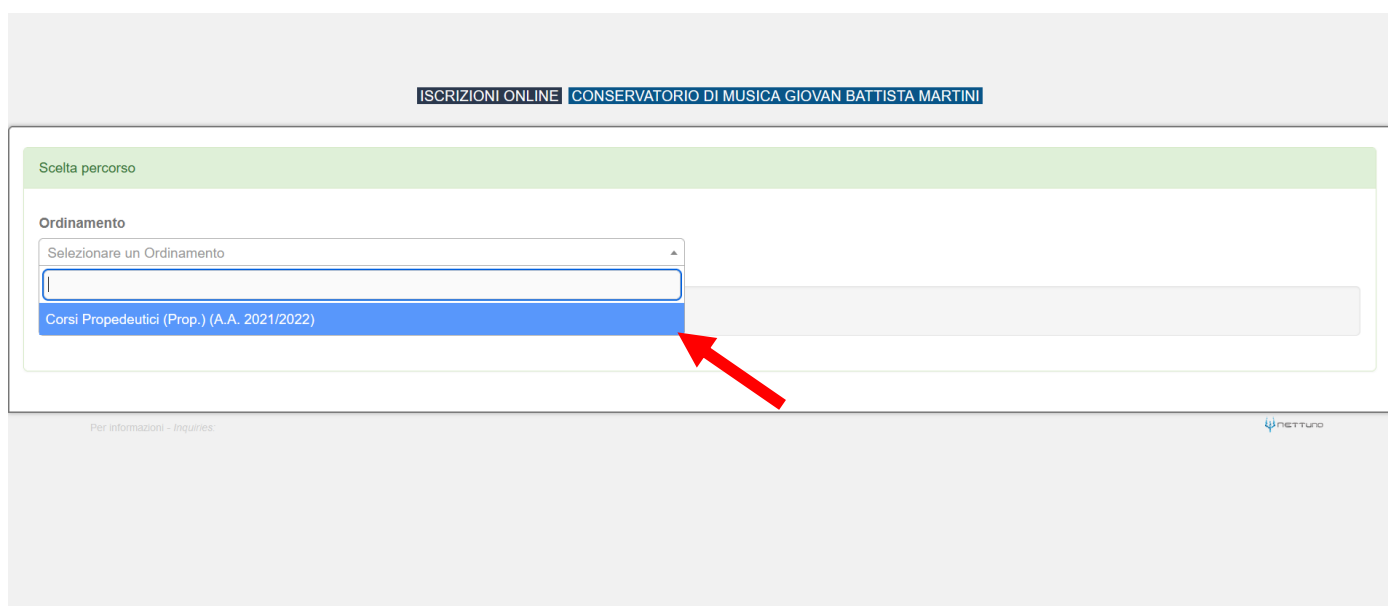 ISCRIZIONI ONLINE CONSERVATORIO DI MUSICA GIOVAN BATTISTA MARTINI
Scelta percorso
Ordinamento
Selezionare un Ordinamento
Corsi Propedeutici (Prop.) (A.A. 2021/2022)
Per informazioni - Inquiries:
nettuno